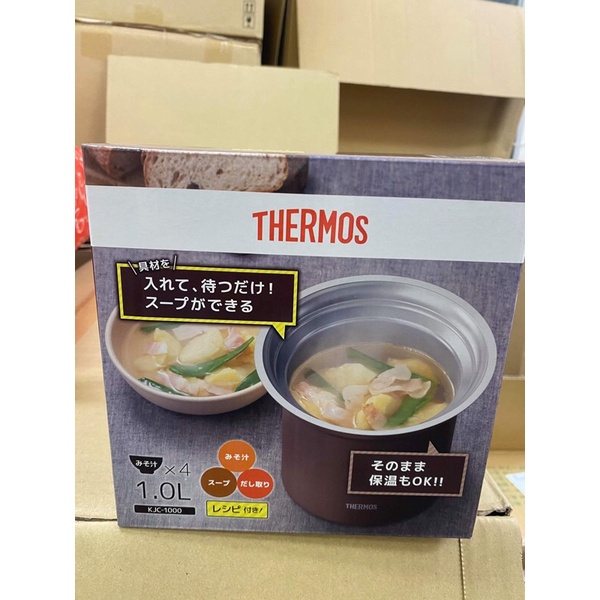 THERMOS
具材を
入れて、待つだけ!
スープができる
みそ汁 ×4
1.0L
KJC-1000
みそ汁
スープ
だし取り
レシピ付き!
そのまま
保温もOK!!
THERMOS